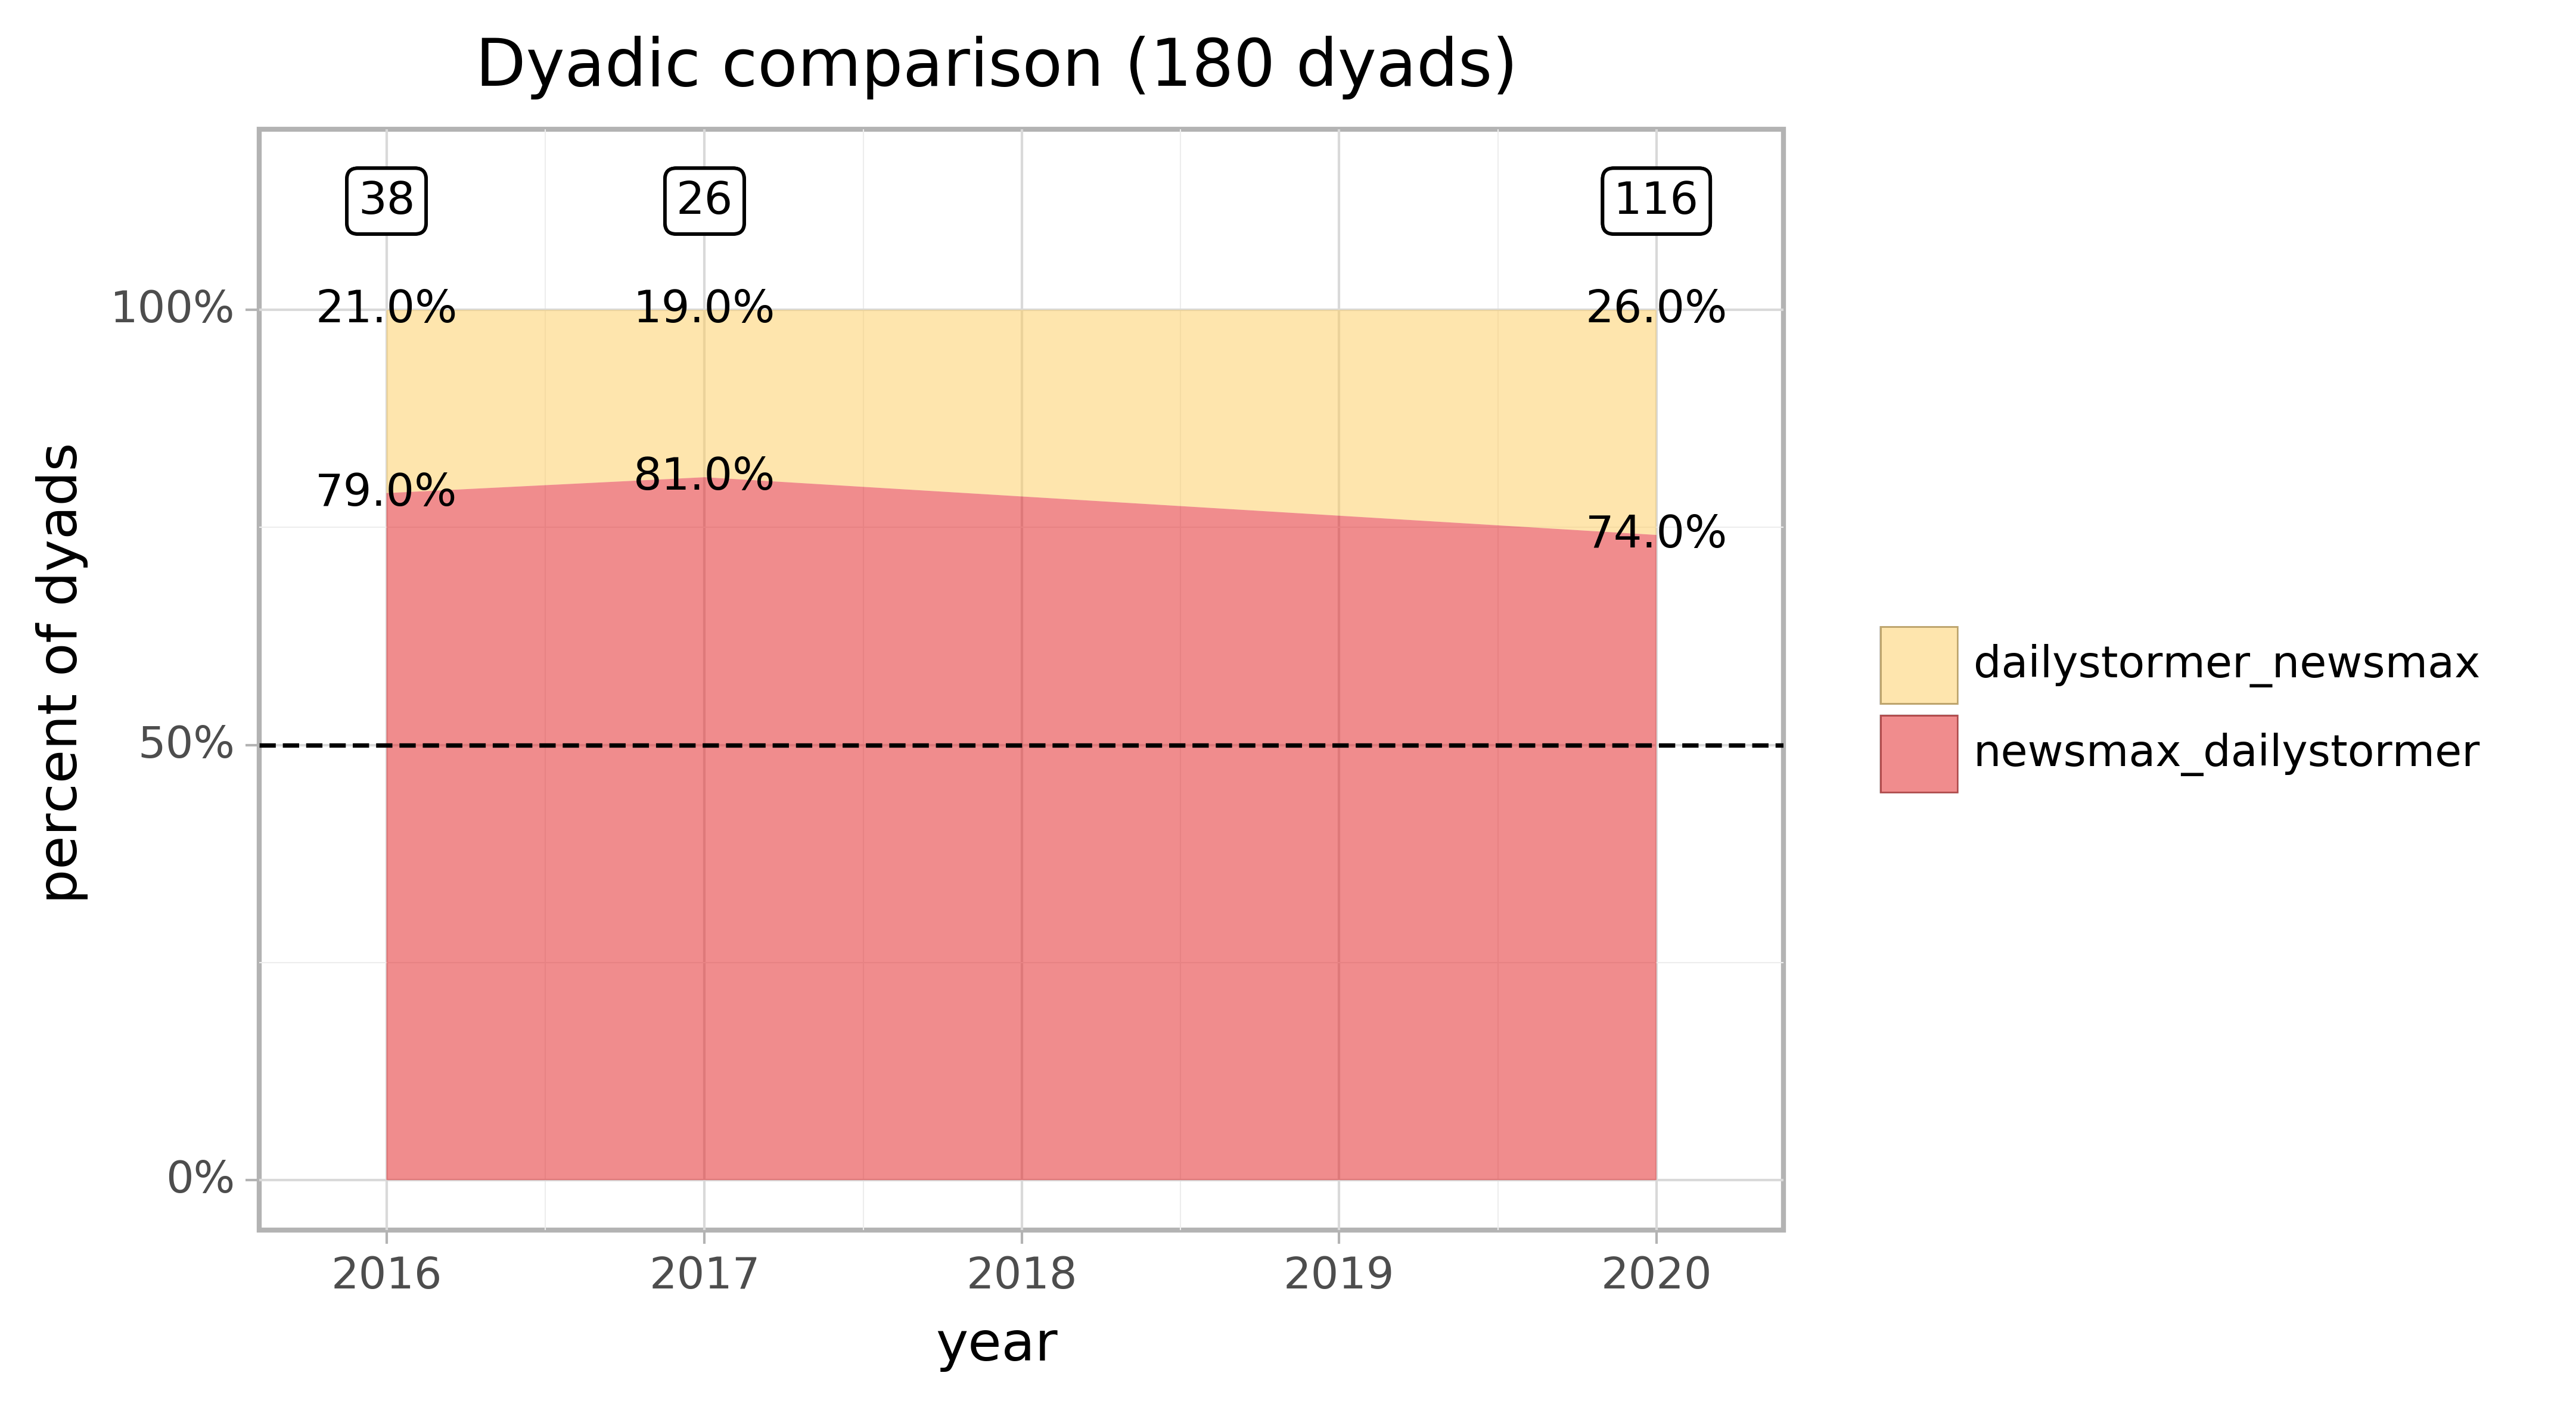 Dyadic comparison (180 dyads)
38 26 116
100%
21.0% 19.0% 26.0%
79.0% 81.0% 74.0%
50%
0%
percent of dyads
2016 2017 2018 2019 2020
year
dailystormer_newsmax
newsmax_dailystormer